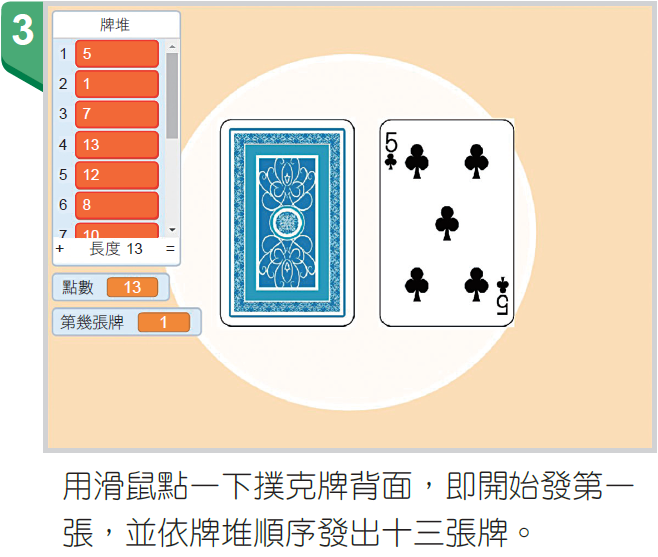 3
牌堆
1 5
2 1
3 7
4 13
5 12
6 8
7 10
+ 長度 13 =
點數 13
第幾張牌 1
5
5
用滑鼠點一下撲克牌背面，即開始發第一
張，並依牌堆順序發出十三張牌。